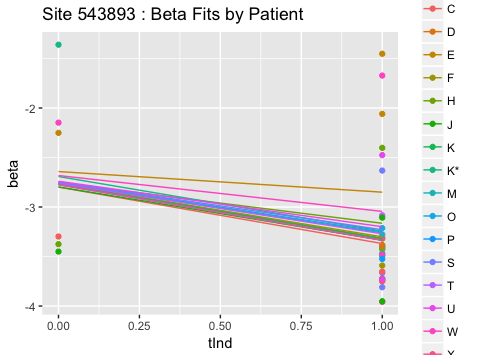 Site 543893 : Beta Fits by Patient
beta
-2
-3
-4
0.00 0.25 0.50 0.75 1.00
tInd
C
D
E
F
H
J
K
K*
M
O
P
S
T
U
W